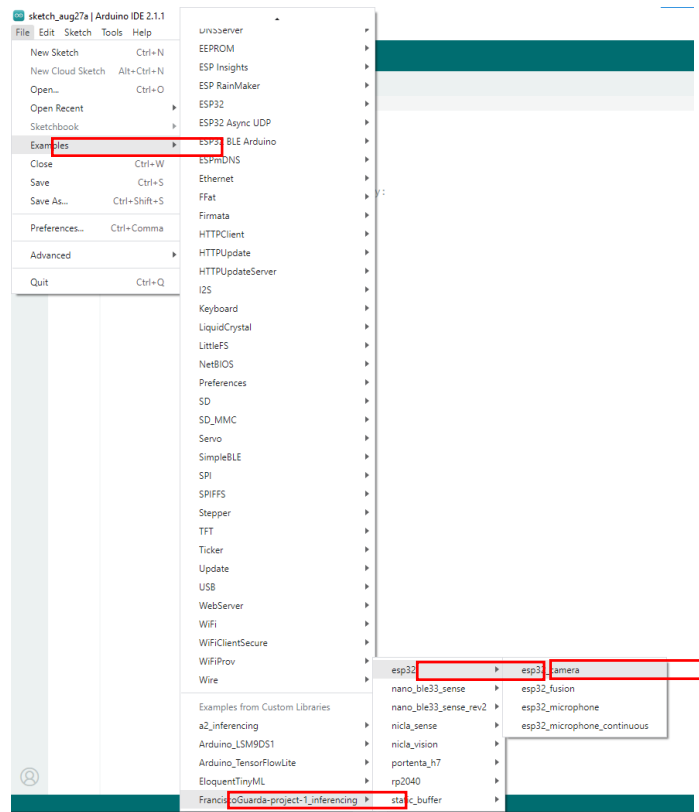 sketch_aug27a | Arduino IDE 2.1.1
File Edit Sketch Tools Help
New Sketch Ctrl+N
New Cloud Sketch Alt+Ctrl+N
Open... Ctrl+O
Open Recent
Sketchbook
Examples
Close Ctrl+W
Save Ctrl+S
Save As... Ctrl+Shift+S
Preferences... Ctrl+Comma
Advanced
Quit Ctrl+Q
DNSServer
EEPROM
ESP Insights
ESP RainMaker
ESP32
ESP32 Async UDP
ESP32 BLE Arduino
ESPmDNS
Ethernet
FFat
Firmata
HTTPClient
HTTPUpdate
HTTPUpdateServer
I2S
Keyboard
LiquidCrystal
LittleFS
NetBIOS
Preferences
SD
SD_MMC
Servo
SimpleBLE
SPI
SPIFFS
Stepper
TFT
Ticker
Update
USB
WebServer
WiFi
WiFiClientSecure
WiFiProv
Wire
Examples from Custom Libraries
a2_inferencing
Arduino_LSM9DS1
Arduino_TensorFlowLite
EloquentTinyML
FranciscoGuarda-project-1_inferencing
y:
esp32
nano_ble33_sense
nano_ble33_sense_rev2
nicla_sense
nicla_vision
portenta_h7
rp2040
static_buffer
esp32_camera
esp32_fusion
esp32_microphone
esp32_microphone_continuous